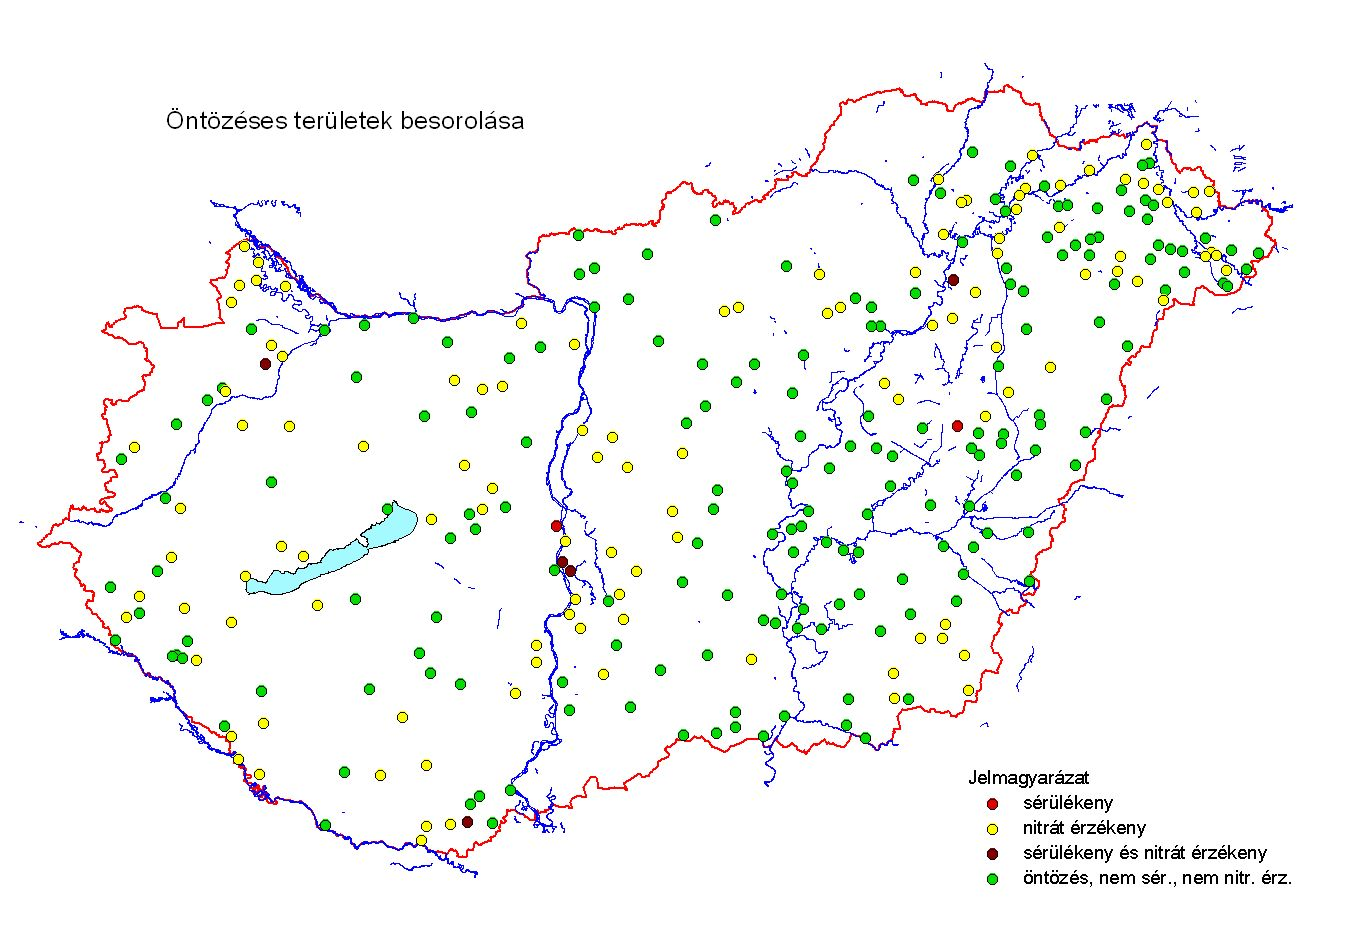 Öntözéses területek besorolása
Jelmagyarázat
sérülékeny
nitrát érzékeny
sérülékeny és nitrát érzékeny
öntözés, nem sér., nem nitr. érz.